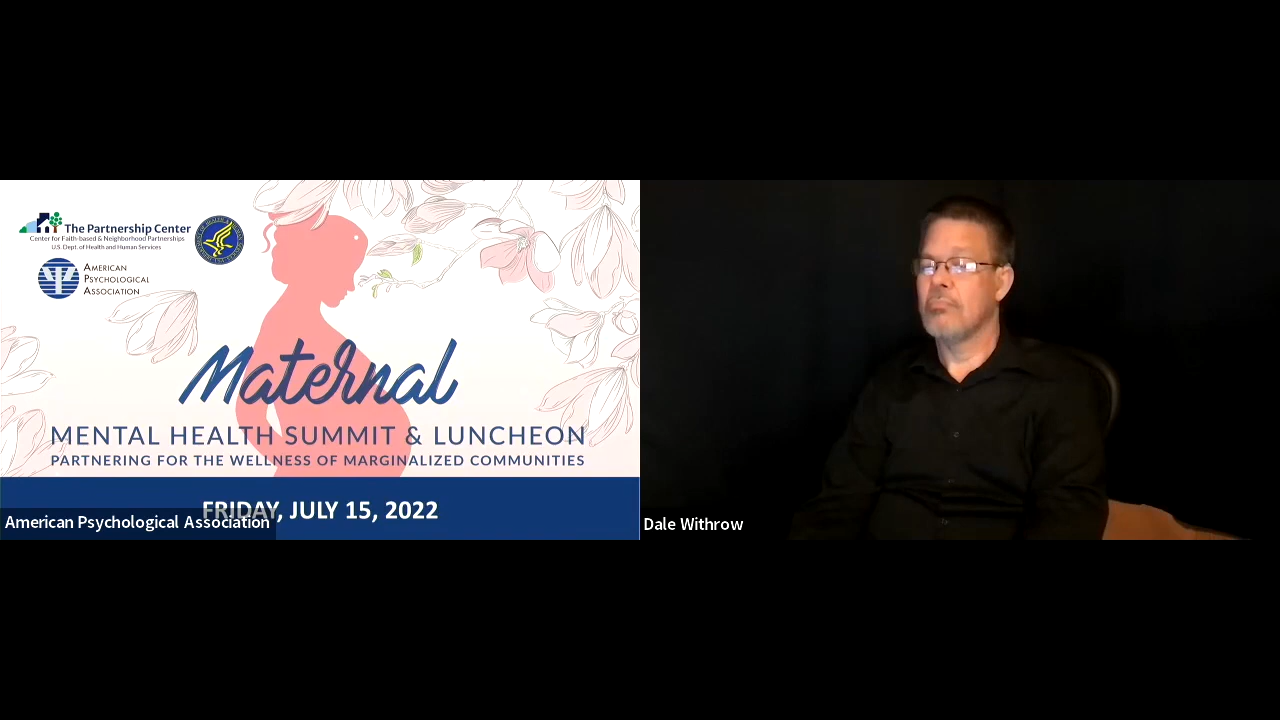 The Partnership Center
Center for Faith-based & Neighborhood Partnerships
U.S. Dept. of Health and Human Services
AMERICAN
PSYCHOLOGICAL
ASSOCIATION
Maternal
MENTAL HEALTH SUMMIT & LUNCHEON
PARTNERING FOR THE WELLNESS OF MARGINALIZED COMMUNITIES
FRIDAY, JULY 15, 2022
American Psychological Association
Dale Withrow